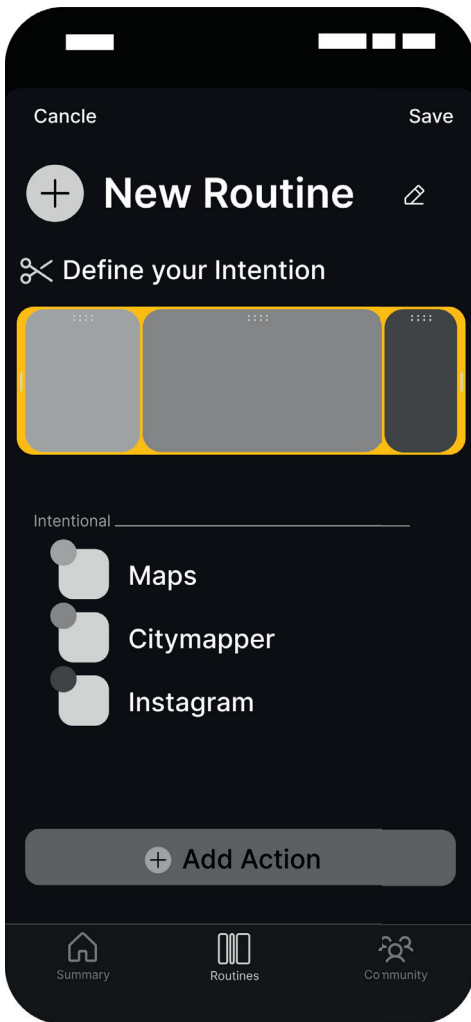 Cancle
Save
New Routine
Define your Intention
Intentional
Maps
Citymapper
Instagram
Add Action
Summary
Routines
Community